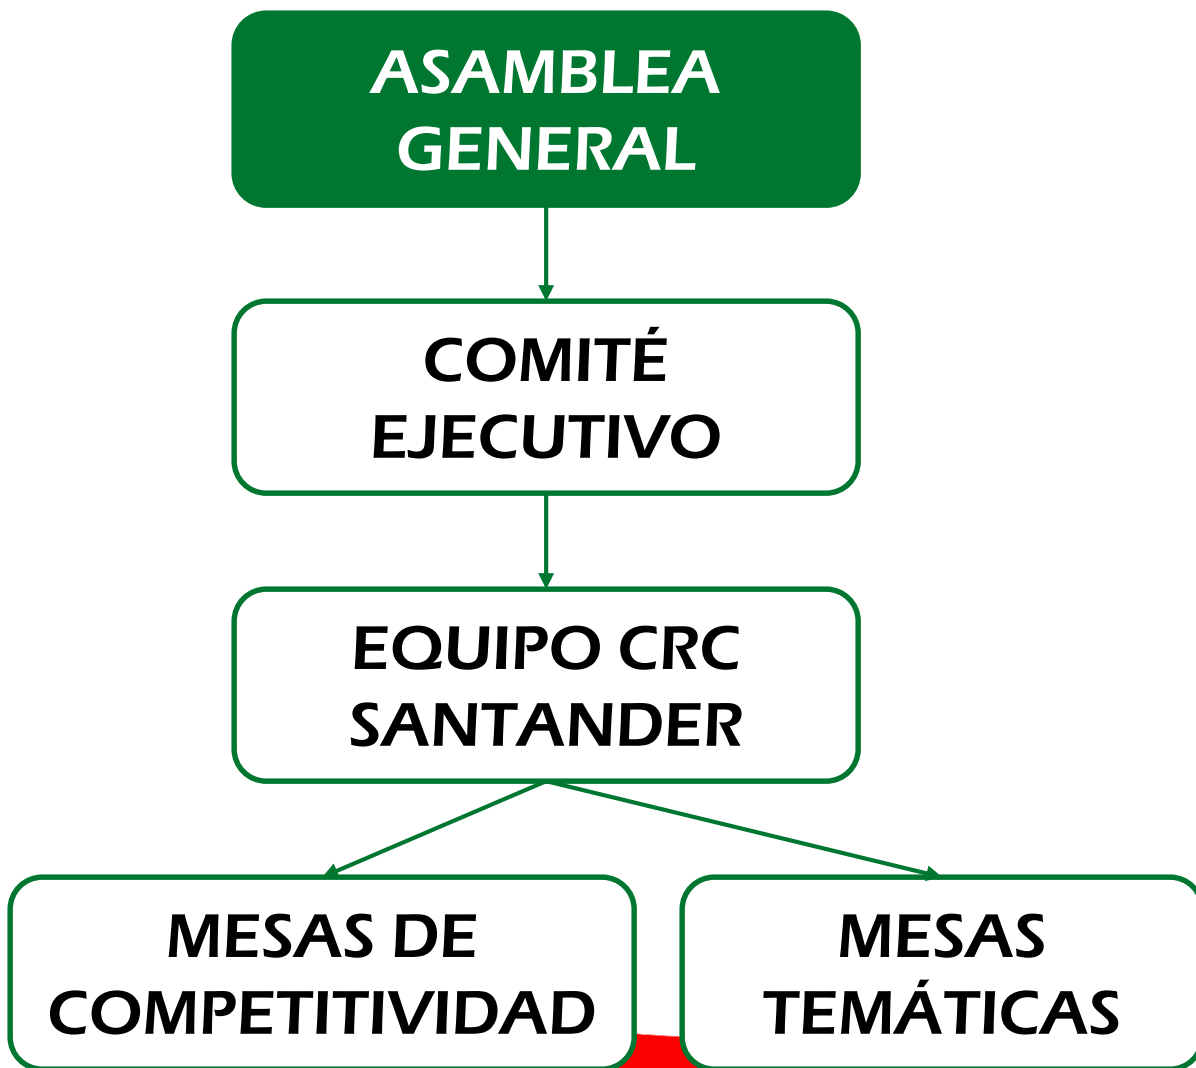 ASAMBLEA
GENERAL
COMITÉ
EJECUTIVO
EQUIPO CRC
SANTANDER
MESAS DE
COMPETITIVIDAD
MESAS
TEMÁTICAS